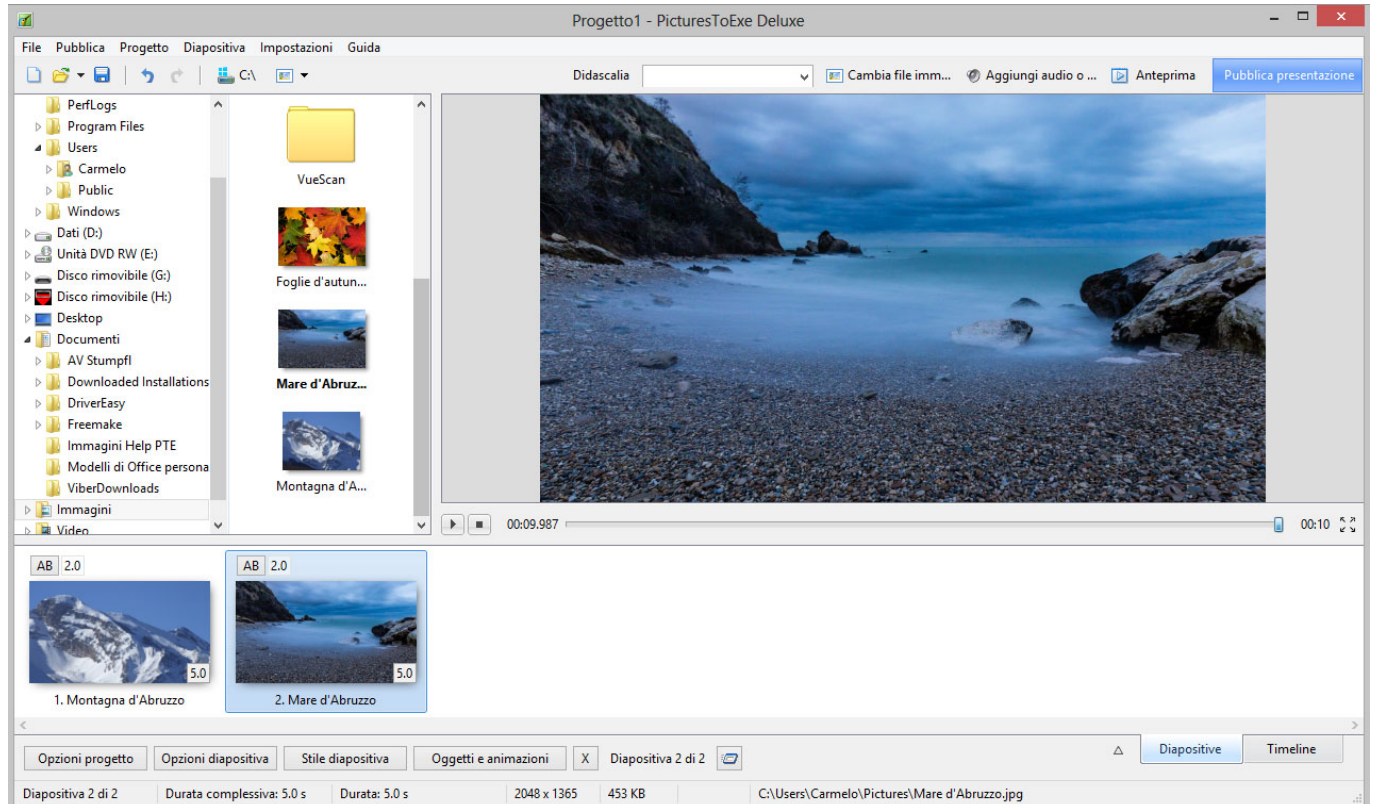 Progetto1 - PicturesToExe Deluxe
File Pubblica Progetto Diapositiva Impostazioni Guida
C:\ Didascalia Cambia file imm... Aggiungi audio o ... Anteprima Pubblica presentazione
PerfLogs
Program Files
Users
Carmelo
Public
Windows
Dati (D:)
Unità DVD RW (E:)
Disco rimovibile (G:)
Disco rimovibile (H:)
Desktop
Documenti
AV Stumpfl
Downloaded Installations
DriverEasy
Freemake
Immagini Help PTE
Modelli di Office persona
ViberDownloads
Immagini
Video
VueScan
Foglie d'autun...
Mare d'Abruz...
Montagna d'A...
00:09.987 00:10
AB 2.0
5.0
1. Montagna d'Abruzzo
AB 2.0
5.0
2. Mare d'Abruzzo
Opzioni progetto Opzioni diapositiva Stile diapositiva Oggetti e animazioni X Diapositiva 2 di 2 Diapositive Timeline
Diapositiva 2 di 2 Durata complessiva: 5.0 s Durata: 5.0 s 2048 x 1365 453 KB C:\Users\Carmelo\Pictures\Mare d'Abruzzo.jpg